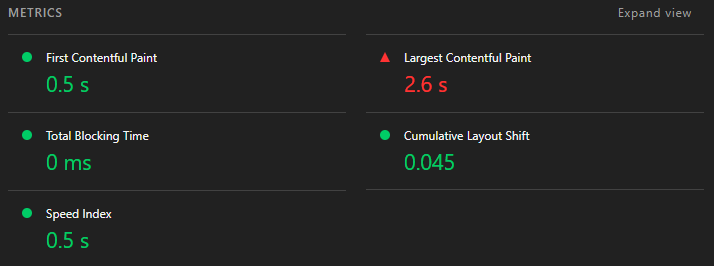 METRICS
Expand view
First Contentful Paint
0.5 s
Largest Contentful Paint
2.6 s
Total Blocking Time
0 ms
Cumulative Layout Shift
0.045
Speed Index
0.5 s